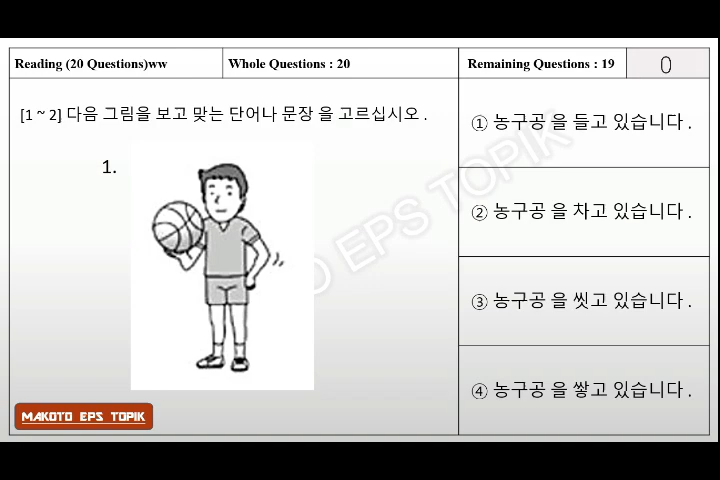 Reading (20 Questions)ww
Whole Questions : 20
Remaining Questions : 19
0
[1 ~ 2] 다음 그림을 보고 맞는 단어나 문장 을 고르십시오 .
1.
① 농구공 을 들고 있습니다 .
② 농구공 을 차고 있습니다 .
③ 농구공 을 씻고 있습니다 .
④ 농구공 을 쌓고 있습니다 .
MAKOTO EPS TOPIK
O EPS TOPIK